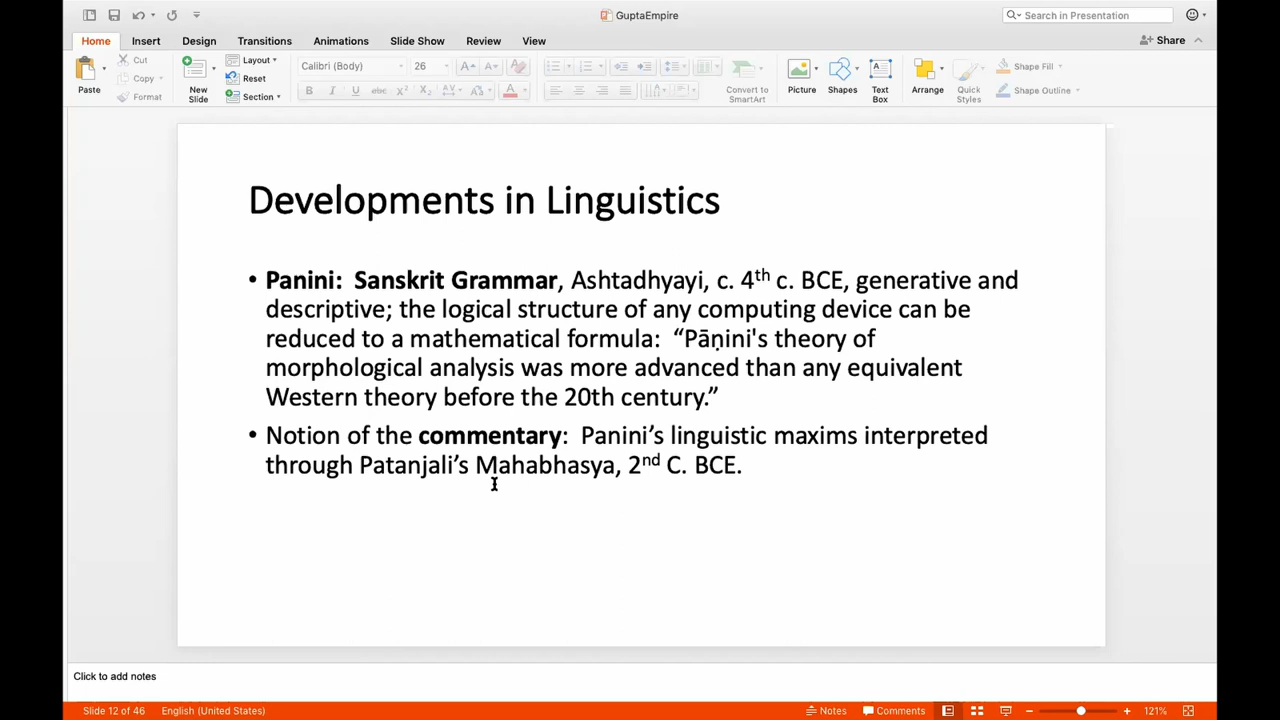 GuptaEmpire
Search in Presentation
Home Insert Design Transitions Animations Slide Show Review View
Share
Paste
Cut
Copy
Format
New
Slide
Layout
Reset
Section
Calibri (Body) 26
B I U abc X² X₂ AV Aa A
Convert to
SmartArt
Picture
Shapes
Text
Box
Arrange
Quick
Styles
Shape Fill
Shape Outline
Developments in Linguistics
• Panini: Sanskrit Grammar, Ashtadhyayi, c. 4th c. BCE, generative and
descriptive; the logical structure of any computing device can be
reduced to a mathematical formula: “Pāṇini's theory of
morphological analysis was more advanced than any equivalent
Western theory before the 20th century.”
• Notion of the commentary: Panini’s linguistic maxims interpreted
through Patanjali’s Mahabhasya, 2nd C. BCE.
Click to add notes
Slide 12 of 46 English (United States) Notes Comments 121%